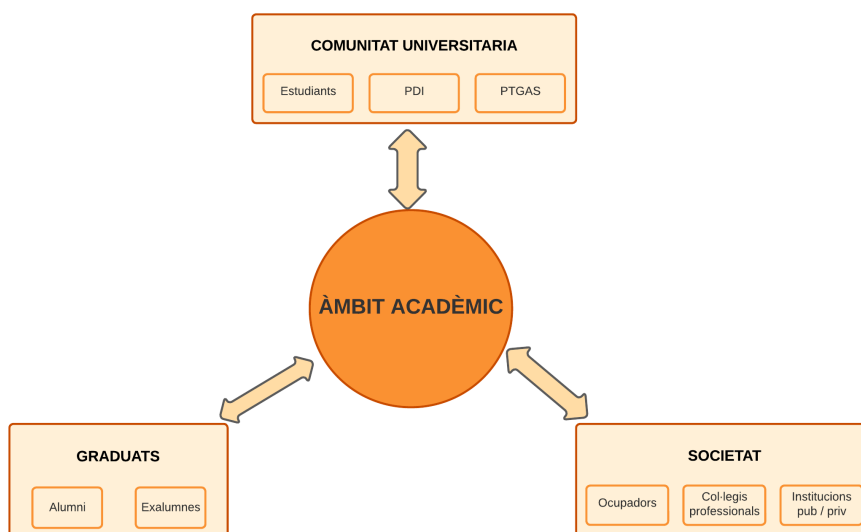 COMUNITAT UNIVERSITARIA
Estudiants
PDI
PTGAS
ÀMBIT ACADÈMIC
GRADUATS
Alumni
Exalumnes
SOCIETAT
Ocupadors
Col·legis
professionals
Institucions
pub / priv